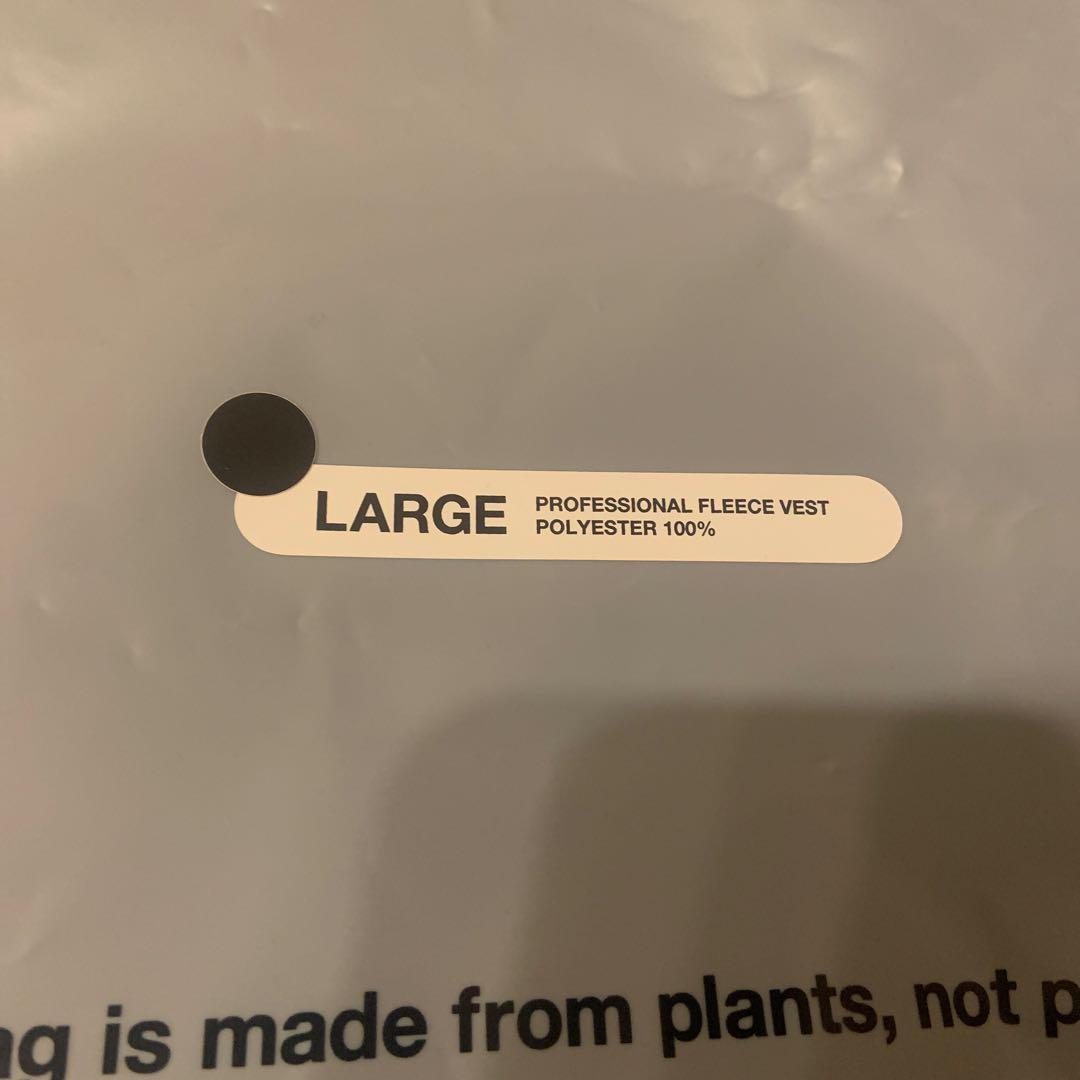 LARGE
PROFESSIONAL FLEECE VEST
POLYESTER 100%
is made from plants, not